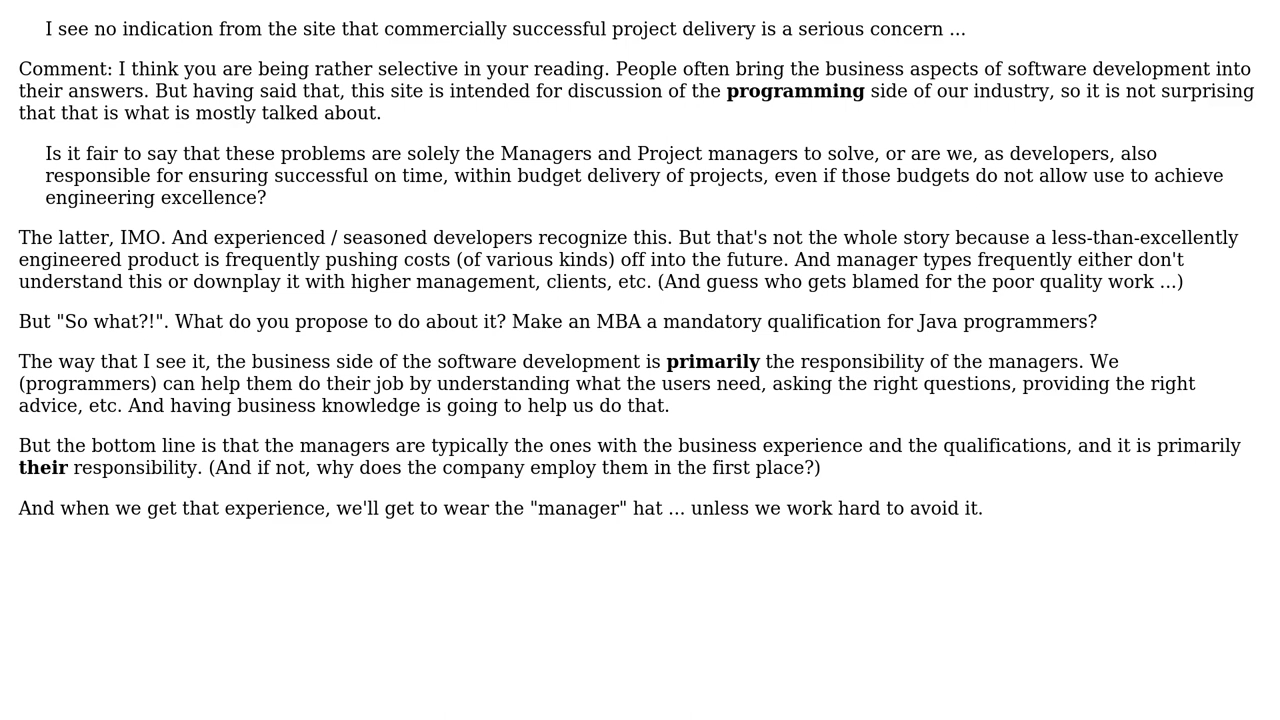 I see no indication from the site that commercially successful project delivery is a serious concern ...
Comment: I think you are being rather selective in your reading. People often bring the business aspects of software development into
their answers. But having said that, this site is intended for discussion of the programming side of our industry, so it is not surprising
that that is what is mostly talked about.
Is it fair to say that these problems are solely the Managers and Project managers to solve, or are we, as developers, also
responsible for ensuring successful on time, within budget delivery of projects, even if those budgets do not allow use to achieve
engineering excellence?
The latter, IMO. And experienced / seasoned developers recognize this. But that's not the whole story because a less-than-excellently
engineered product is frequently pushing costs (of various kinds) off into the future. And manager types frequently either don't
understand this or downplay it with higher management, clients, etc. (And guess who gets blamed for the poor quality work ...)
But "So what?!". What do you propose to do about it? Make an MBA a mandatory qualification for Java programmers?
The way that I see it, the business side of the software development is primarily the responsibility of the managers. We
(programmers) can help them do their job by understanding what the users need, asking the right questions, providing the right
advice, etc. And having business knowledge is going to help us do that.
But the bottom line is that the managers are typically the ones with the business experience and the qualifications, and it is primarily
their responsibility. (And if not, why does the company employ them in the first place?)
And when we get that experience, we'll get to wear the "manager" hat ... unless we work hard to avoid it.